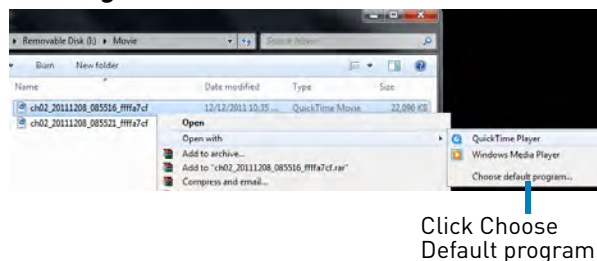 Removable Disk (I:) ▸ Movie
Burn New folder
Name Date modified Type Size
ch02_20111208_085516_ffffa7cf 12/12/2011 10:35 ... QuickTime Movie 22,096 KB
ch02_20111208_085521_ffffa7cf
Open
Open with
QuickTime Player
Add to archive...
Windows Media Player
Add to "ch02_20111208_085516_ffffa7cf.rar"
Compress and email...
Choose default program...
Click Choose
Default program